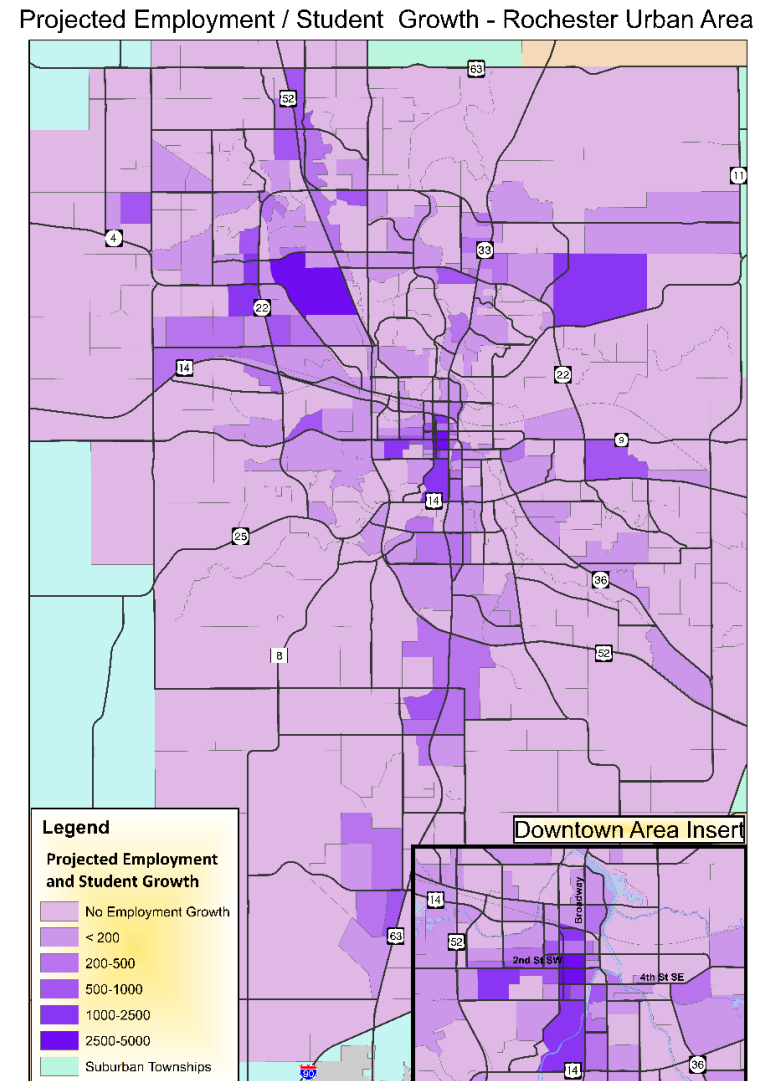 Projected Employment / Student Growth - Rochester Urban Area
63
52
11
4
33
22
14
22
9
14
25
36
8
52
63
90
Legend
Projected Employment
and Student Growth
No Employment Growth
< 200
200-500
500-1000
1000-2500
2500-5000
Suburban Townships
Downtown Area Insert
Broadway
14
52
2nd St SW
4th St SE
14
36